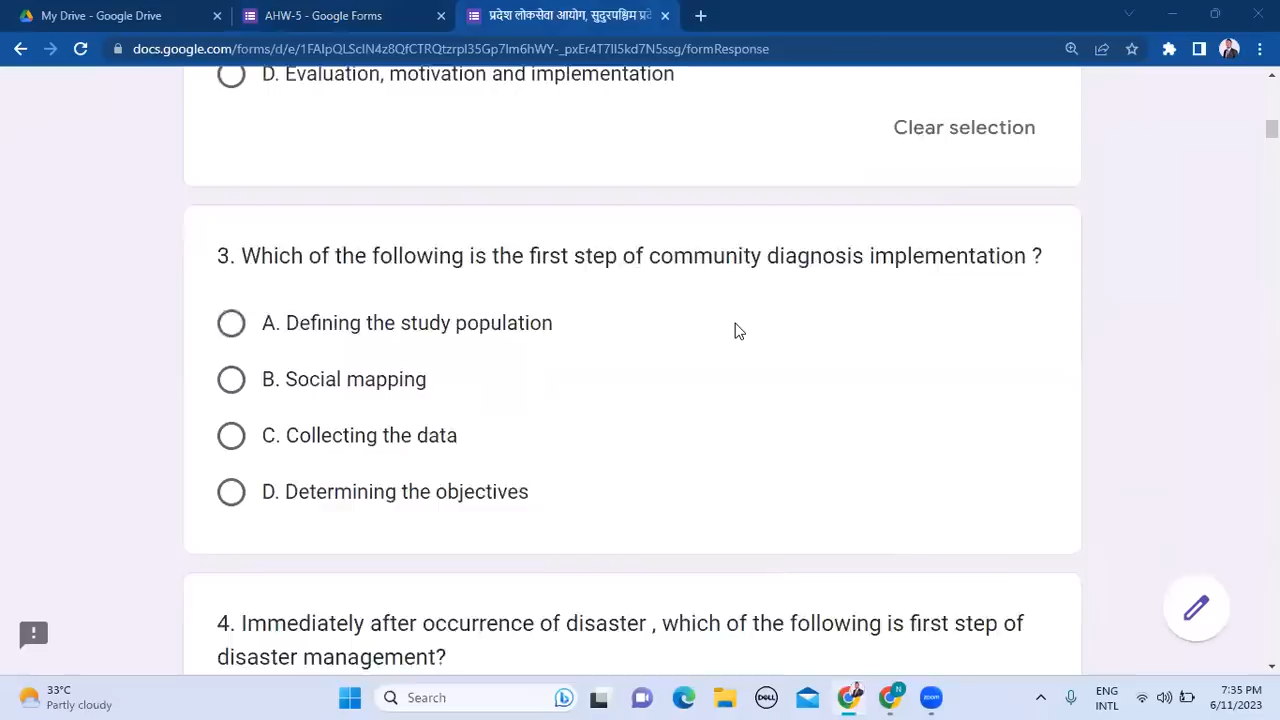 My Drive - Google Drive
AHW-5 - Google Forms
प्रदेश लोकसेवा आयोग, सुदुरपश्चिम प्रदे
docs.google.com/forms/d/e/1FAIpQLScIN4z8QfCTRQtzrpI35Gp7Im6hWY-_pxEr4T7II5kd7N5ssg/formResponse
D. Evaluation, motivation and implementation
Clear selection
3. Which of the following is the first step of community diagnosis implementation ?
A. Defining the study population
B. Social mapping
C. Collecting the data
D. Determining the objectives
4. Immediately after occurrence of disaster , which of the following is first step of
disaster management?
33°C
Partly cloudy
Search
DELL
N
zoom
ENG
INTL
7:35 PM
6/11/2023